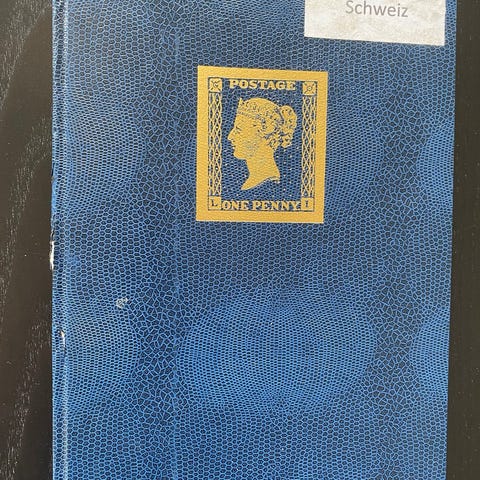 Schweiz
POSTAGE
L ONE PENNY I